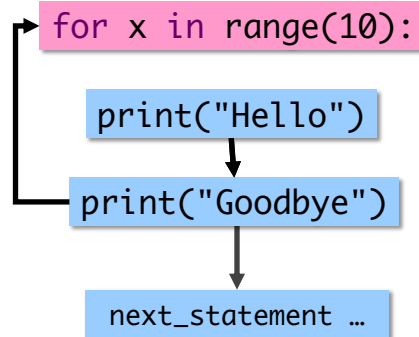 for x in range(10):
print("Hello")
print("Goodbye")
next_statement …